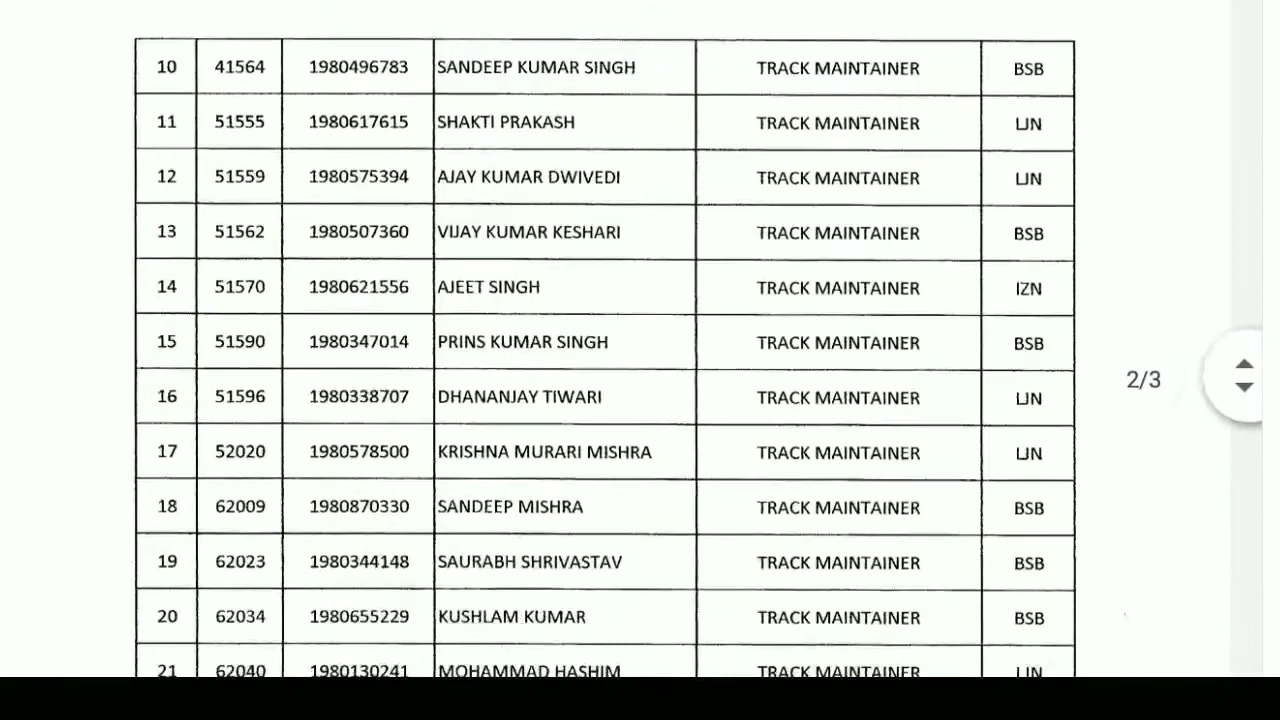 10 41564 1980496783 SANDEEP KUMAR SINGH TRACK MAINTAINER BSB
11 51555 1980617615 SHAKTI PRAKASH TRACK MAINTAINER LJN
12 51559 1980575394 AJAY KUMAR DWIVEDI TRACK MAINTAINER LJN
13 51562 1980507360 VIJAY KUMAR KESHARI TRACK MAINTAINER BSB
14 51570 1980621556 AJEET SINGH TRACK MAINTAINER IZN
15 51590 1980347014 PRINS KUMAR SINGH TRACK MAINTAINER BSB
2/3
16 51596 1980338707 DHANANJAY TIWARI TRACK MAINTAINER LJN
17 52020 1980578500 KRISHNA MURARI MISHRA TRACK MAINTAINER LJN
18 62009 1980870330 SANDEEP MISHRA TRACK MAINTAINER BSB
19 62023 1980344148 SAURABH SHRIVASTAV TRACK MAINTAINER BSB
20 62034 1980655229 KUSHLAM KUMAR TRACK MAINTAINER BSB
21 62040 1980130241 MOHAMMAD HASHIM TRACK MAINTAINER LJN